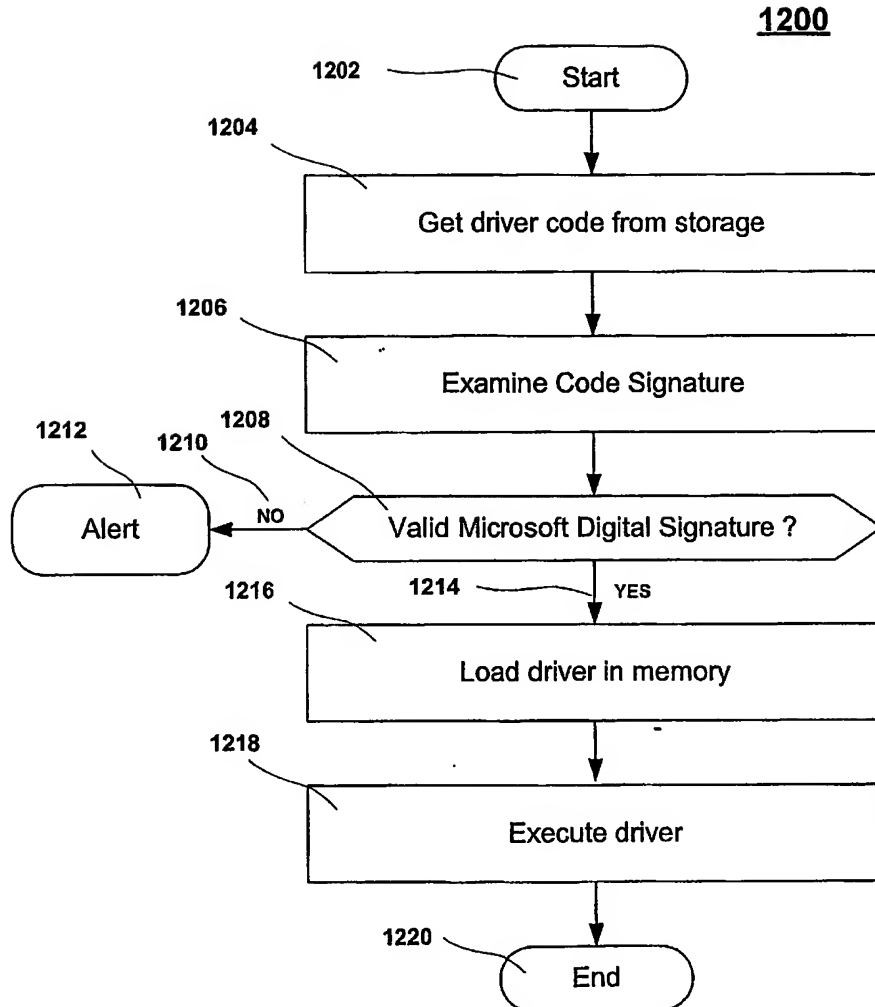 1200
1202
Start
1204
Get driver code from storage
1206
Examine Code Signature
1208
1212
1210
NO
Alert
Valid Microsoft Digital Signature ?
1214
YES
1216
Load driver in memory
1218
Execute driver
1220
End